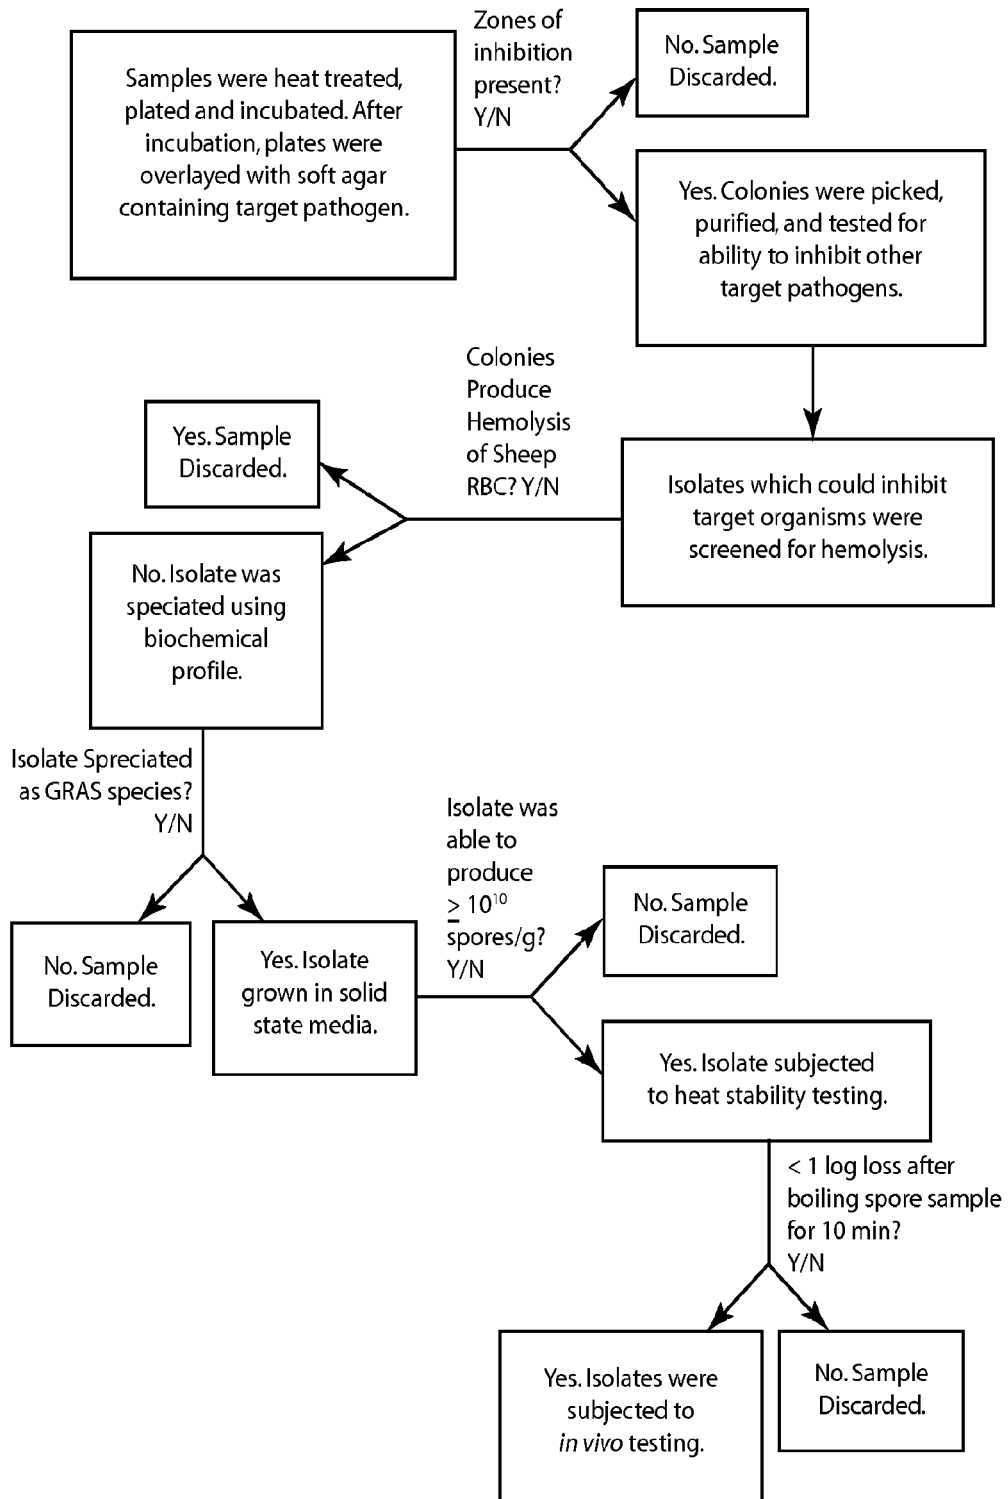 Samples were heat treated,
plated and incubated. After
incubation, plates were
overlayed with soft agar
containing target pathogen.
Zones of
inhibition
present?
Y/N
No. Sample
Discarded.
Yes. Colonies were picked,
purified, and tested for
ability to inhibit other
target pathogens.
Isolates which could inhibit
target organisms were
screened for hemolysis.
Colonies
Produce
Hemolysis
of Sheep
RBC? Y/N
Yes. Sample
Discarded.
No. Isolate was
speciated using
biochemical
profile.
Isolate Spreciated
as GRAS species?
Y/N
No. Sample
Discarded.
Yes. Isolate
grown in solid
state media.
Isolate was
able to
produce
≥ 10¹⁰
spores/g?
Y/N
No. Sample
Discarded.
Yes. Isolate subjected
to heat stability testing.
< 1 log loss after
boiling spore sample
for 10 min?
Y/N
Yes. Isolates were
subjected to
in vivo testing.
No. Sample
Discarded.